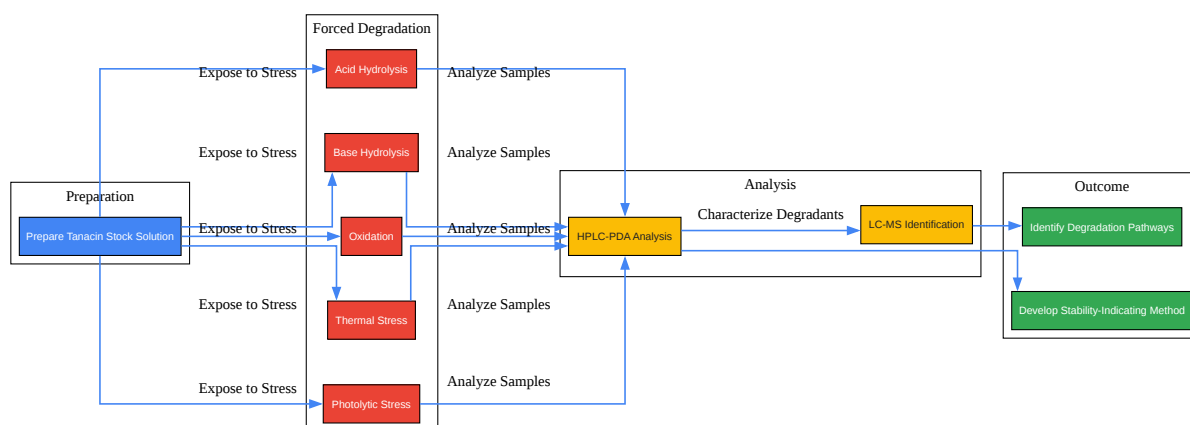 Forced Degradation
Expose to Stress
Acid Hydrolysis
Analyze Samples
Expose to Stress
Base Hydrolysis
Analyze Samples
Preparation
Prepare Tanacin Stock Solution
Expose to Stress
Oxidation
Analyze Samples
Expose to Stress
Thermal Stress
Analyze Samples
Expose to Stress
Photolytic Stress
Analyze Samples
Analysis
HPLC-PDA Analysis
Characterize Degradants
LC-MS Identification
Outcome
Identify Degradation Pathways
Develop Stability-Indicating Method